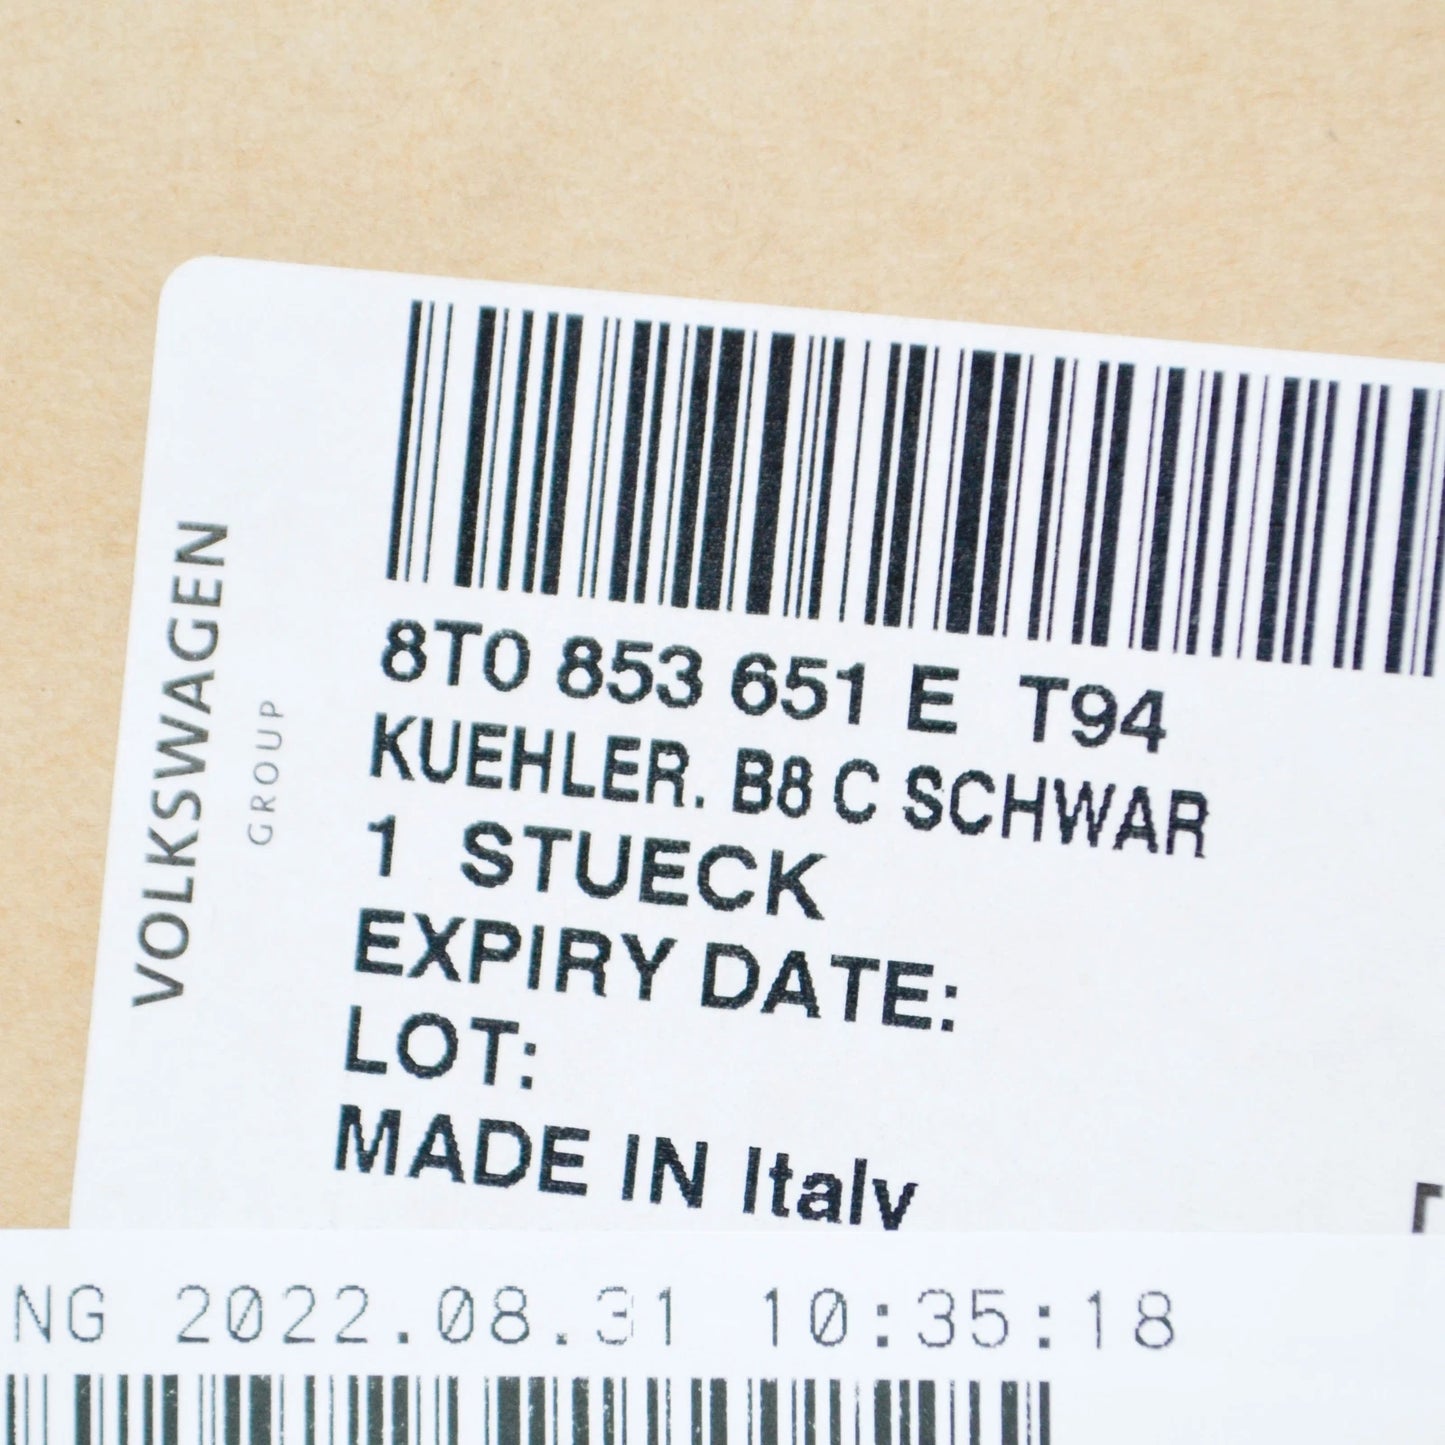 VOLKSWAGEN
GROUP
8T0 853 651 E T94
KUEHLER. B8 C SCHWAR
1 STUECK
EXPIRY DATE:
LOT:
MADE IN Italy
NG 2022.08.31 10:35:18